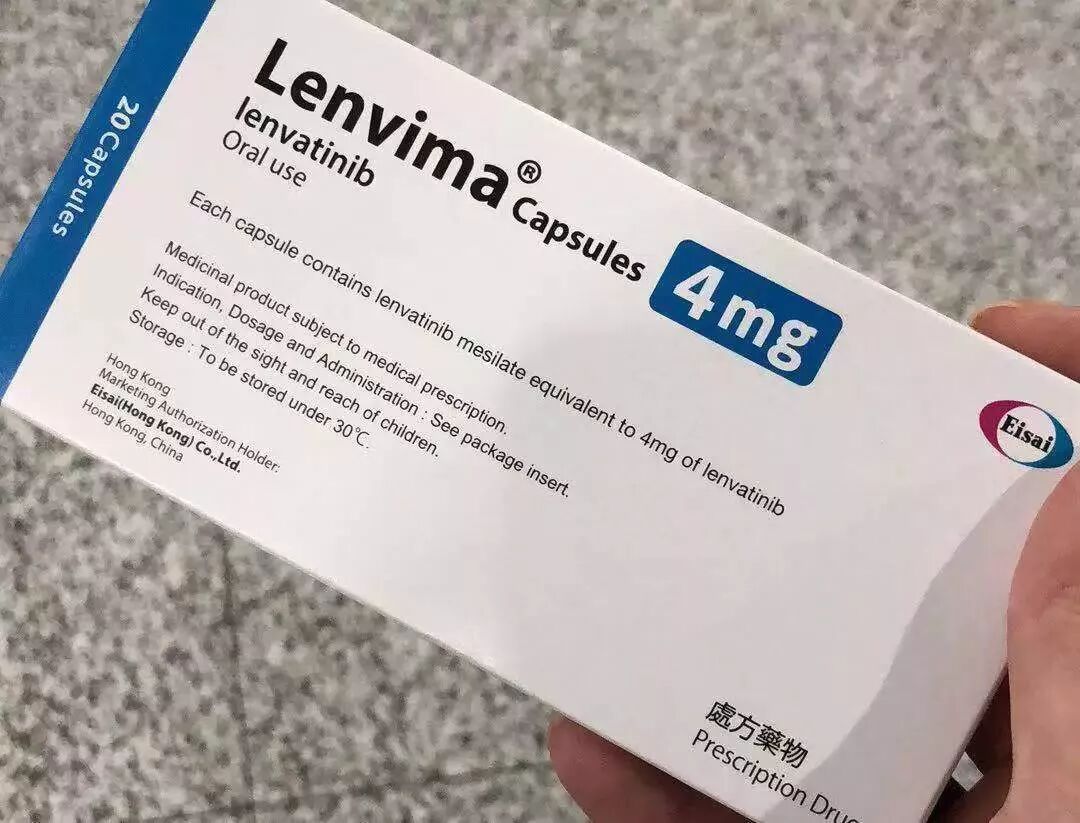 20Capsules
Lenvima® Capsules 4mg
lenvatinib
Oral use
Each capsule contains lenvatinib mesilate equivalent to 4mg of lenvatinib
Medicinal product subject to medical prescription.
Indication, Dosage and Administration : See package insert.
Keep out of the sight and reach of children.
Storage : To be stored under 30℃.
Hong Kong
Marketing Authorization Holder:
Eisai(Hong Kong) Co.,Ltd.
Hong Kong, China
Eisai
處方藥物
Prescription Drug